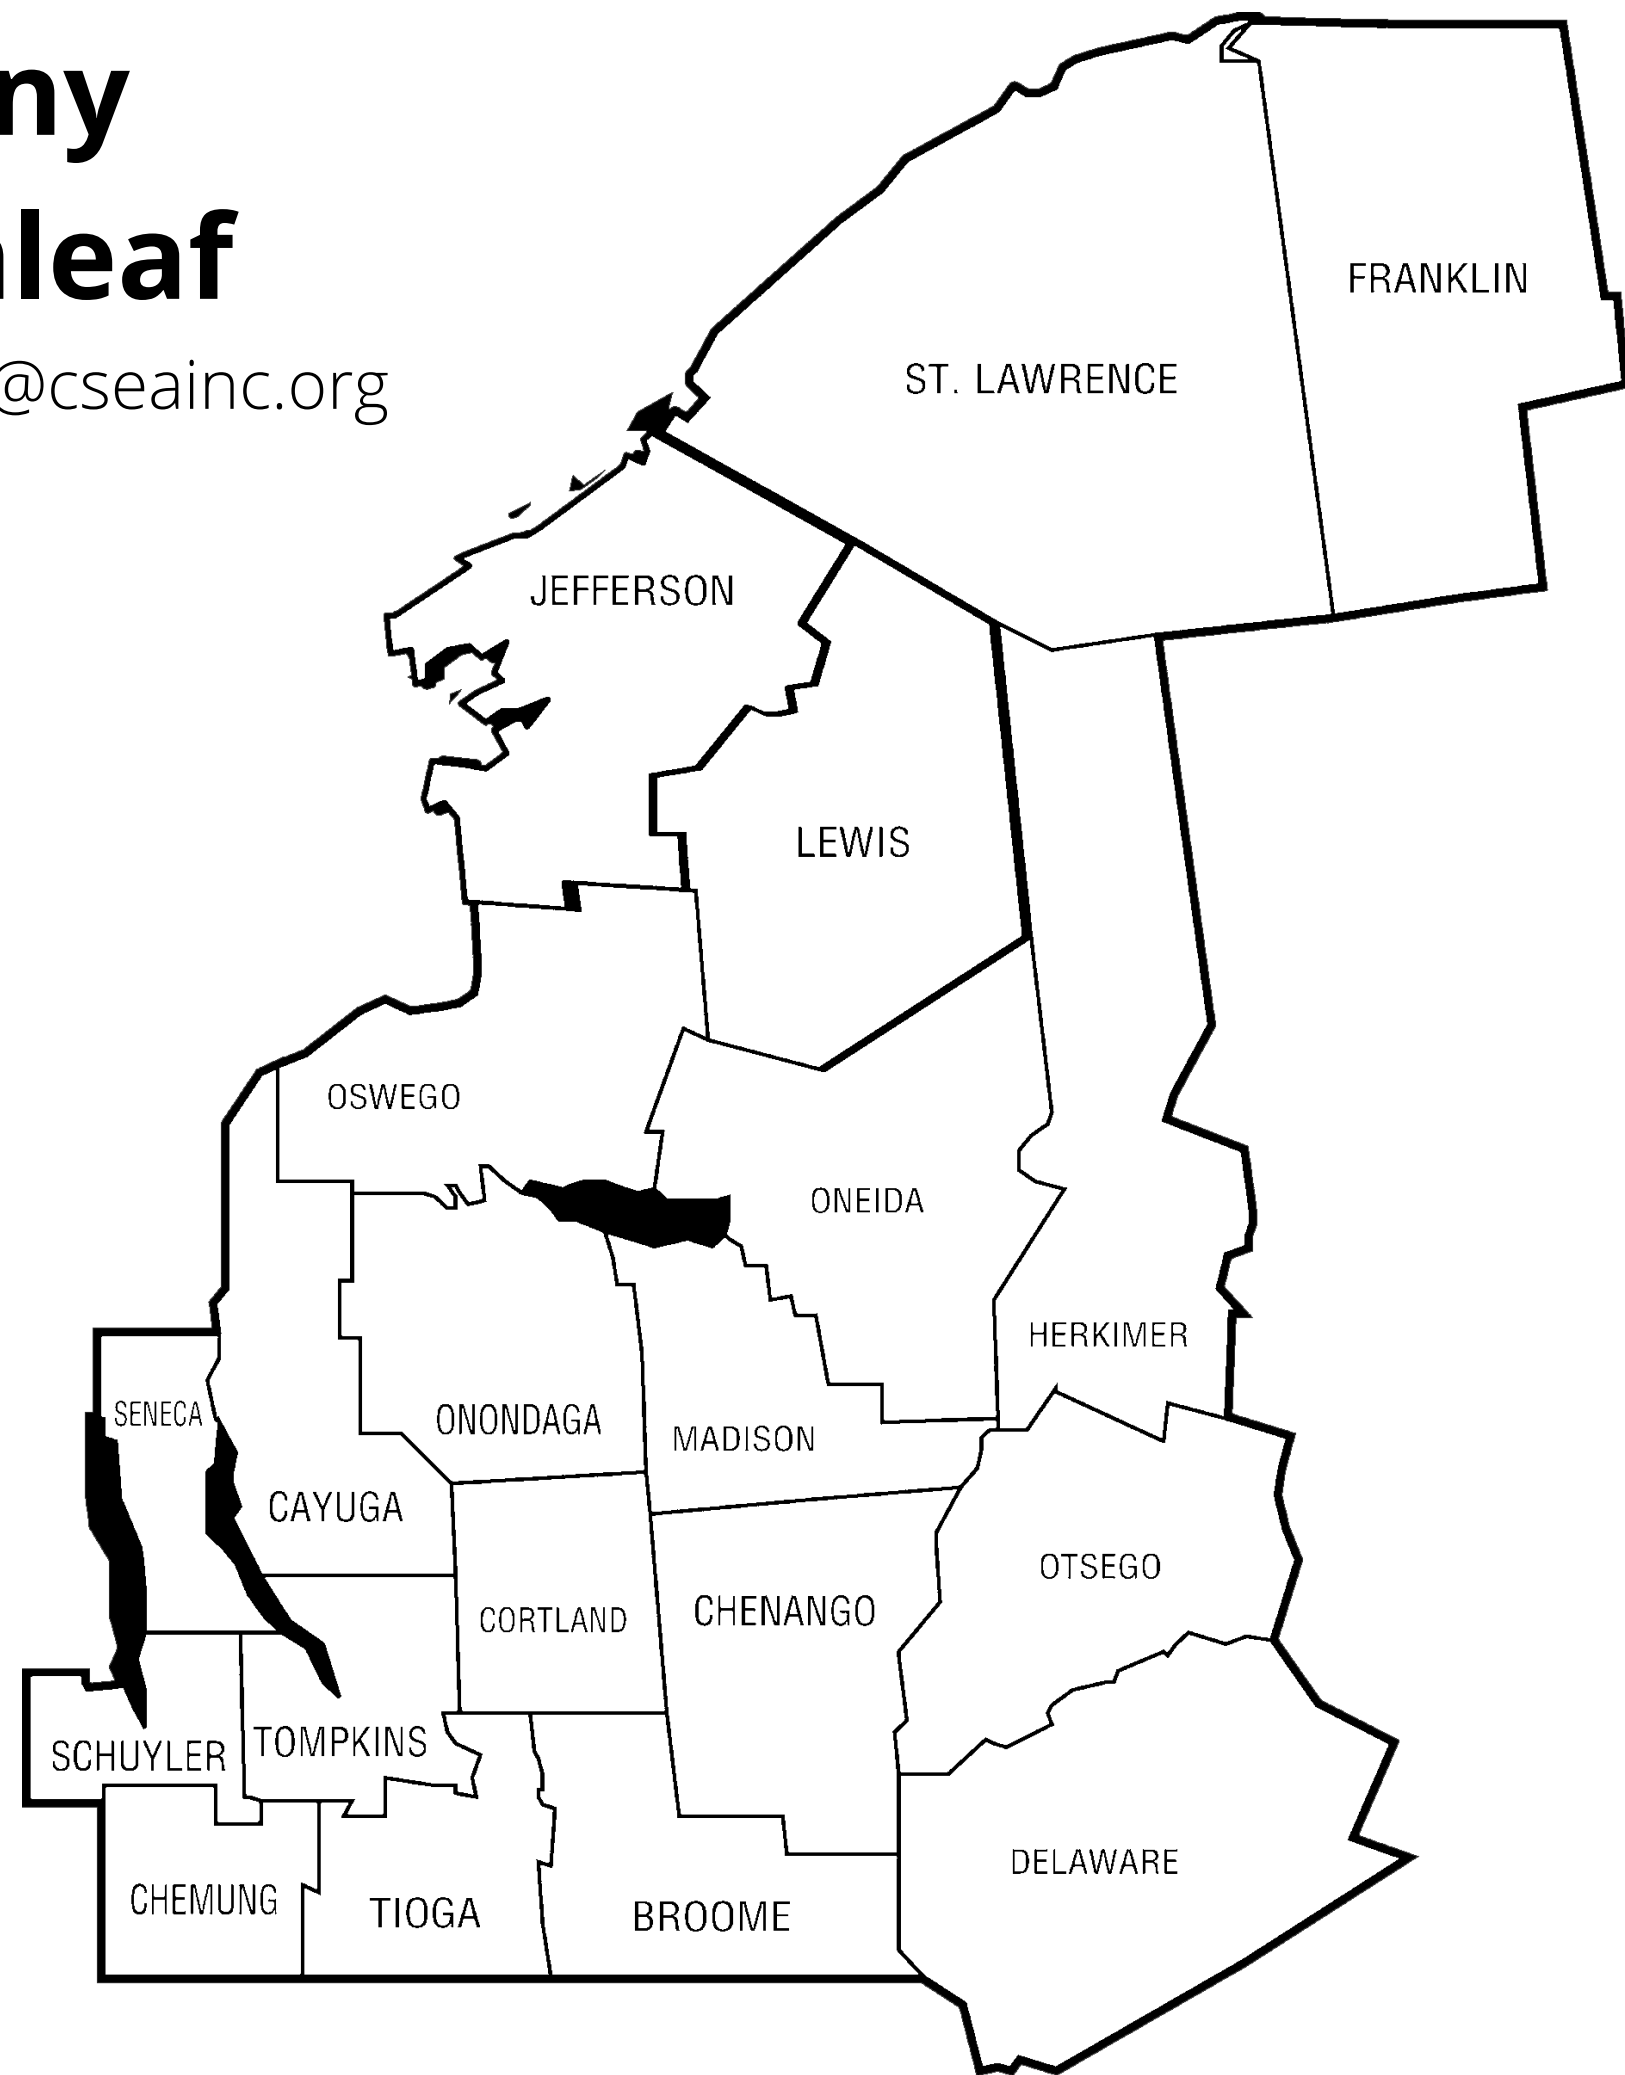 ny
leaf
@cseainc.org
FRANKLIN
ST. LAWRENCE
JEFFERSON
LEWIS
OSWEGO
ONEIDA
HERKIMER
SENECA
ONONDAGA
MADISON
CAYUGA
OTSEGO
CHENANGO
CORTLAND
TOMPKINS
SCHUYLER
DELAWARE
CHEMUNG
TIOGA
BROOME